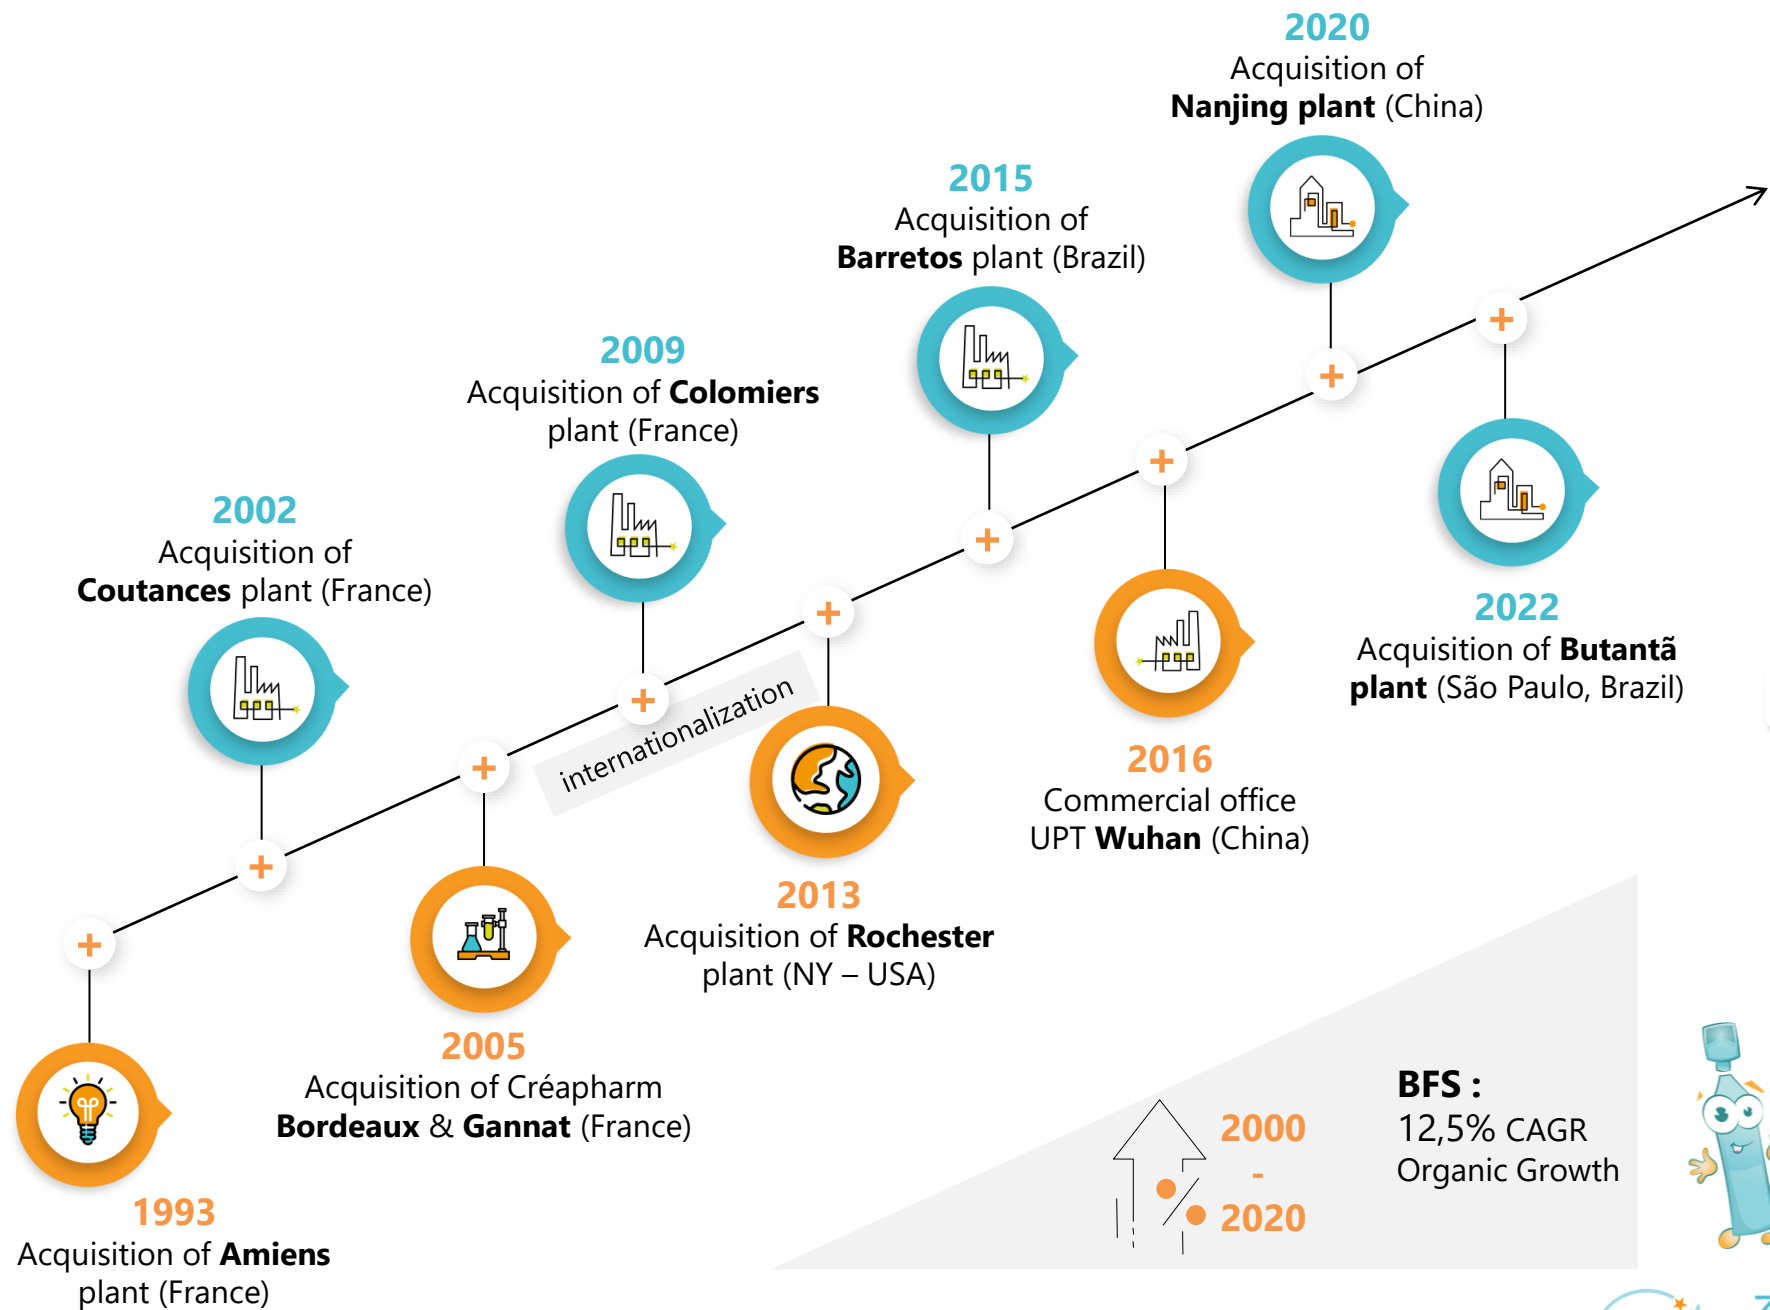 2020
Acquisition of
Nanjing plant (China)
2015
Acquisition of
Barretos plant (Brazil)
2009
Acquisition of Colomiers
plant (France)
2002
Acquisition of
Coutances plant (France)
internationalization
2022
Acquisition of Butantã
plant (São Paulo, Brazil)
2016
Commercial office
UPT Wuhan (China)
2013
Acquisition of Rochester
plant (NY – USA)
2005
Acquisition of Créapharm
Bordeaux & Gannat (France)
1993
Acquisition of Amiens
plant (France)
2000
-
2020
BFS :
12,5% CAGR
Organic Growth